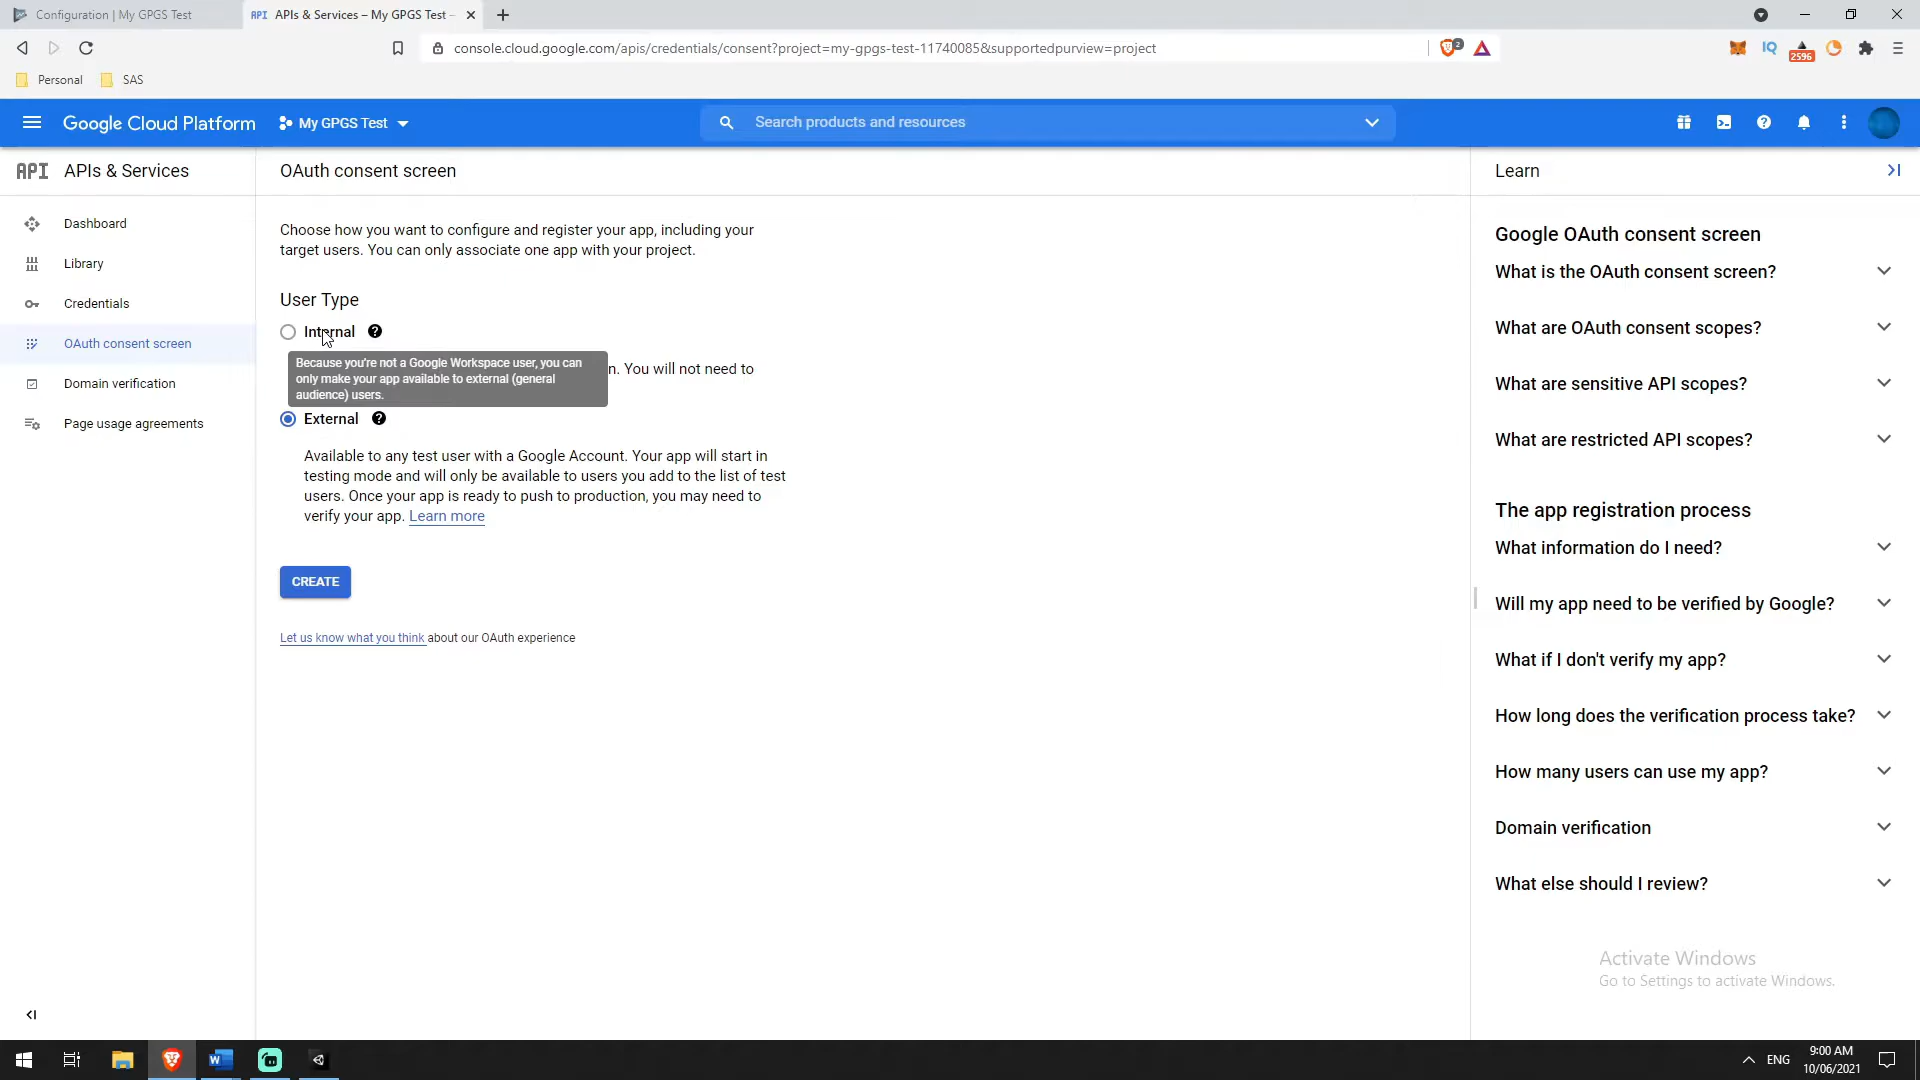 Configuration | My GPGS Test
API APIs & Services – My GPGS Test –
console.cloud.google.com/apis/credentials/consent?project=my-gpgs-test-11740085&supportedpurview=project
2
IQ
2596
Personal
SAS
Google Cloud Platform
My GPGS Test
Search products and resources
API APIs & Services
Dashboard
Library
Credentials
OAuth consent screen
Domain verification
Page usage agreements
OAuth consent screen
Choose how you want to configure and register your app, including your
target users. You can only associate one app with your project.
User Type
Internal
Because you're not a Google Workspace user, you can
only make your app available to external (general
audience) users.
n. You will not need to
External
Available to any test user with a Google Account. Your app will start in
testing mode and will only be available to users you add to the list of test
users. Once your app is ready to push to production, you may need to
verify your app. Learn more
CREATE
Let us know what you think about our OAuth experience
Learn
Google OAuth consent screen
What is the OAuth consent screen?
What are OAuth consent scopes?
What are sensitive API scopes?
What are restricted API scopes?
The app registration process
What information do I need?
Will my app need to be verified by Google?
What if I don't verify my app?
How long does the verification process take?
How many users can use my app?
Domain verification
What else should I review?
Activate Windows
Go to Settings to activate Windows.
ENG
9:00 AM
10/06/2021